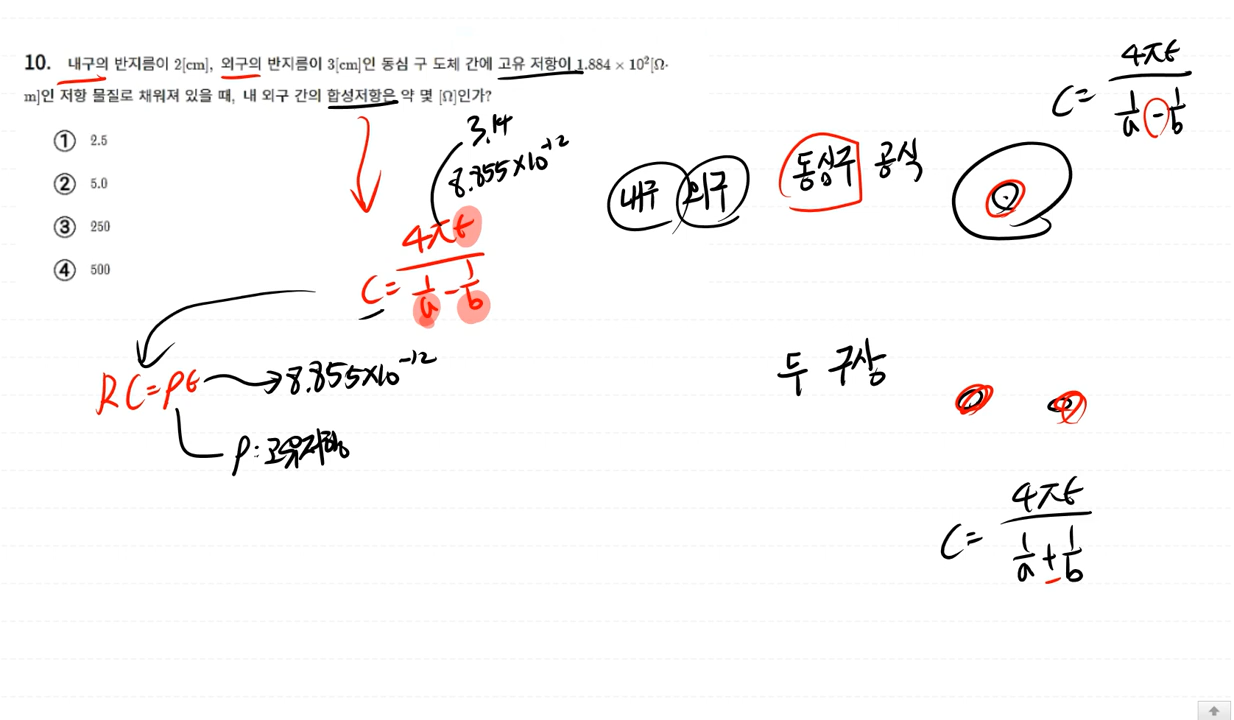 10. 내구의 반지름이 2[cm], 외구의 반지름이 3[cm]인 동심 구 도체 간에 고유 저항이 1.884 × 10²[Ω·
m]인 저항 물질로 채워져 있을 때, 내 외구 간의 합성저항은 약 몇 [Ω]인가?
① 2.5
② 5.0
③ 250
④ 500
3.14
8.855×10⁻¹²
C = 4πε / (1/a - 1/b)
RC = ρε → 8.855×10⁻¹²
ρ : 고유저항
내구 외구 동심구 공식
C = 4πε / (1/a - 1/b)
두 구상
C = 4πε / (1/a + 1/b)